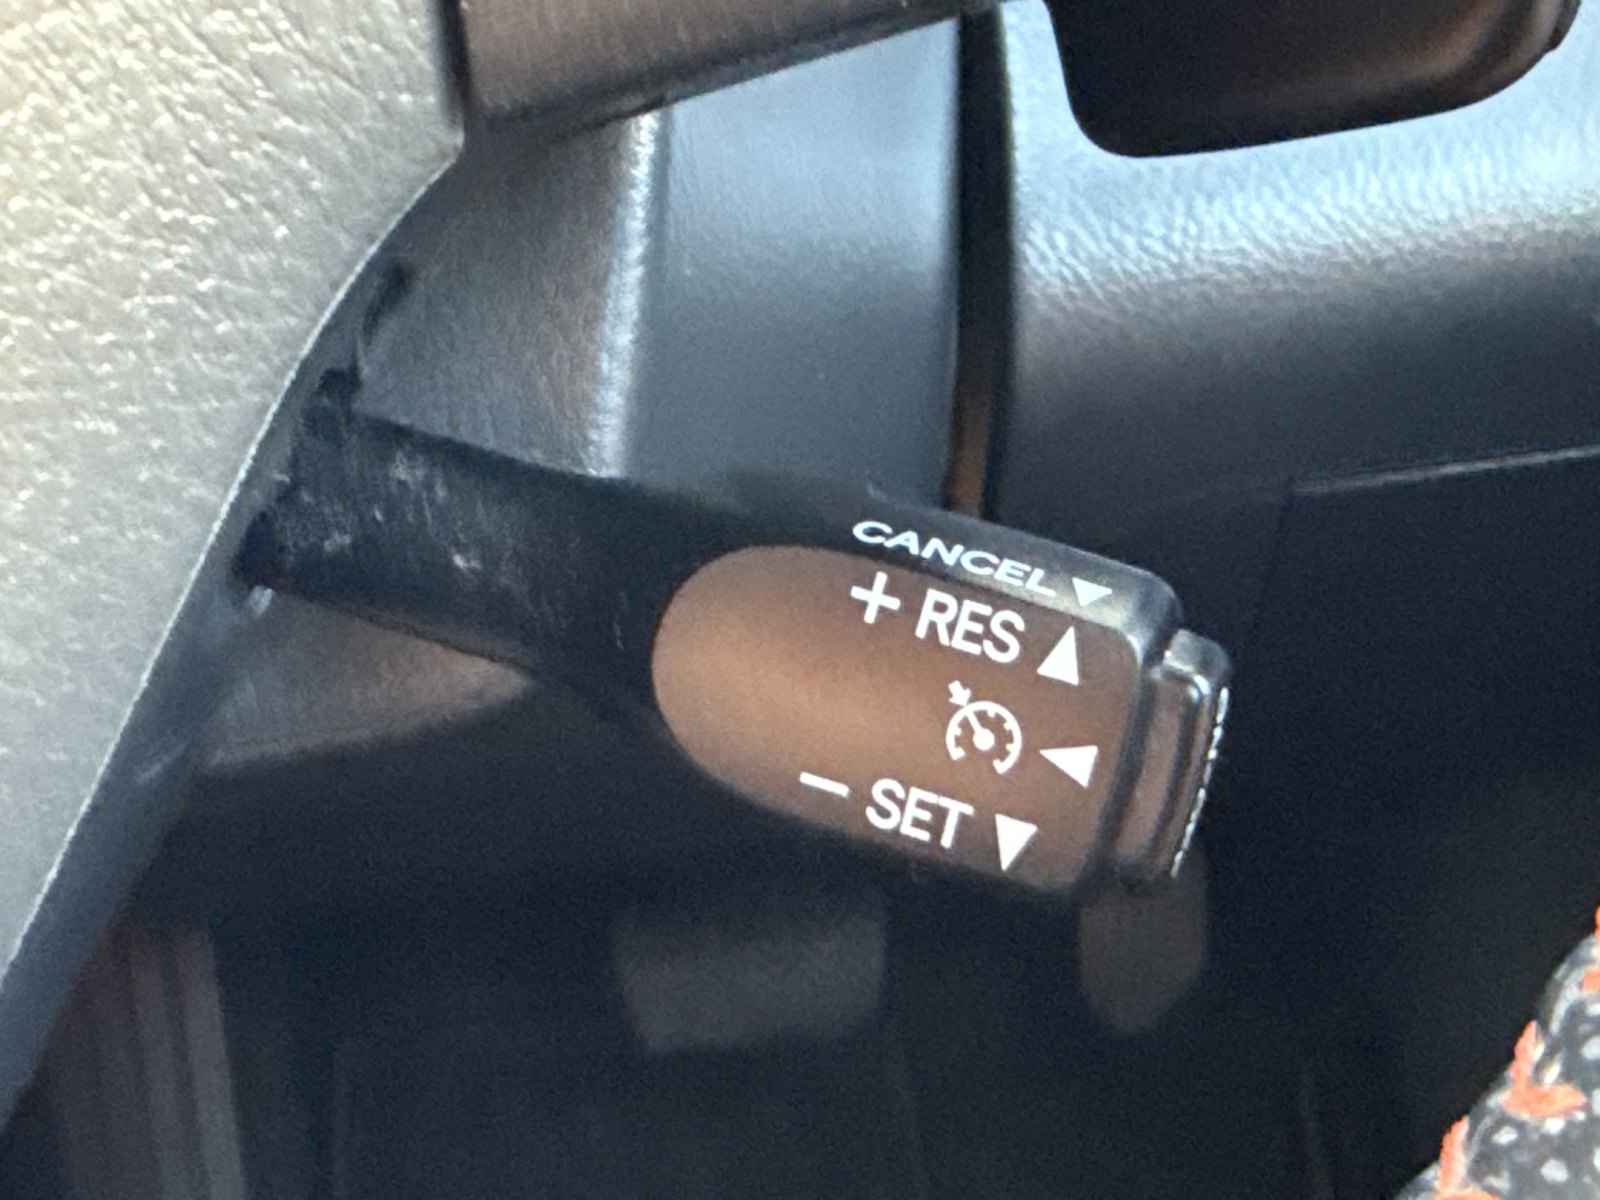 CANCEL ▼
+ RES ▲
◀
− SET ▼